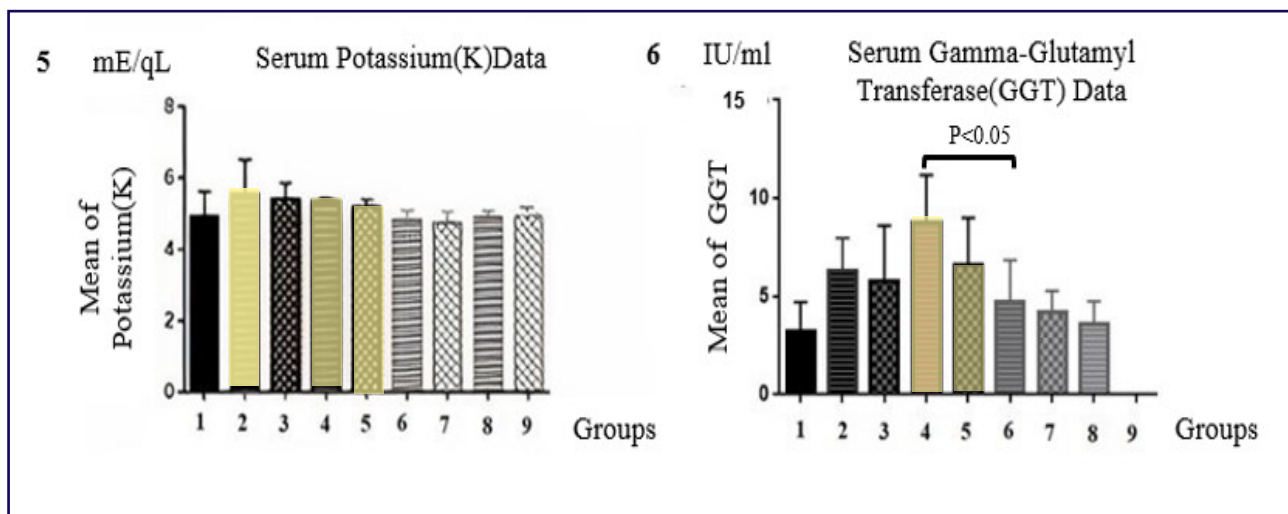 5 mE/qL Serum Potassium(K)Data
8
6
4
2
0
Mean of
Potassium(K)
1 2 3 4 5 6 7 8 9 Groups
6 IU/ml Serum Gamma-Glutamyl
Transferase(GGT) Data
P<0.05
15
10
5
0
Mean of GGT
1 2 3 4 5 6 7 8 9 Groups